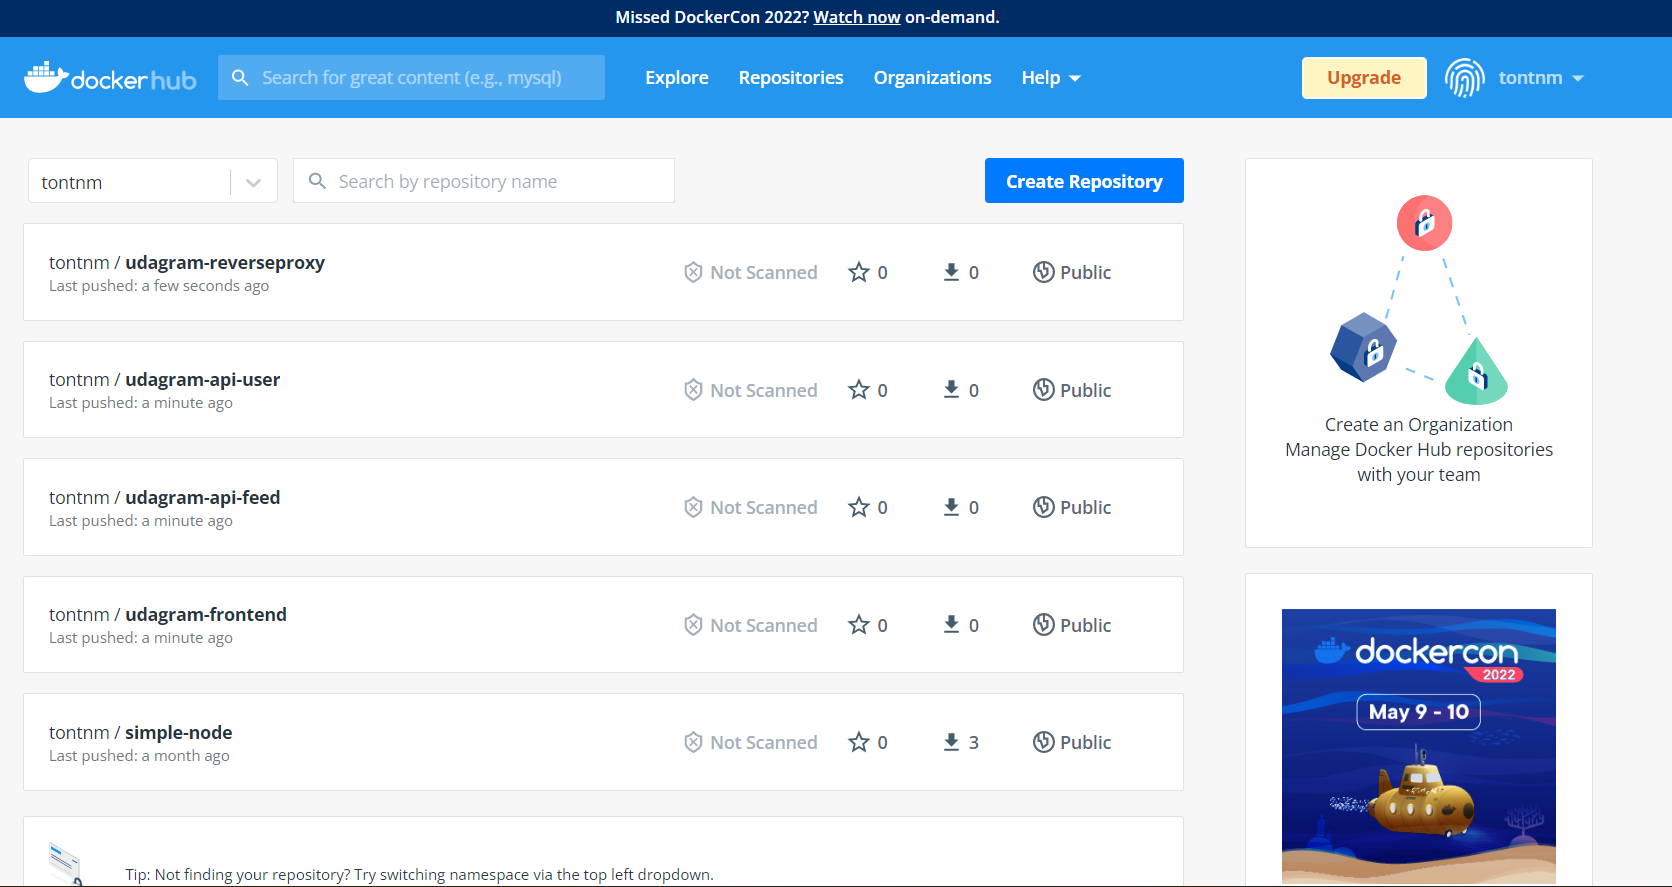 Missed DockerCon 2022? Watch now on-demand.
dockerhub
Search for great content (e.g., mysql)
Explore
Repositories
Organizations
Help
Upgrade
tontnm
tontnm
Search by repository name
Create Repository
tontnm / udagram-reverseproxy
Last pushed: a few seconds ago
Not Scanned
0
0
Public
tontnm / udagram-api-user
Last pushed: a minute ago
Not Scanned
0
0
Public
tontnm / udagram-api-feed
Last pushed: a minute ago
Not Scanned
0
0
Public
tontnm / udagram-frontend
Last pushed: a minute ago
Not Scanned
0
0
Public
tontnm / simple-node
Last pushed: a month ago
Not Scanned
0
3
Public
Tip: Not finding your repository? Try switching namespace via the top left dropdown.
Create an Organization
Manage Docker Hub repositories
with your team
dockercon
2022
May 9 - 10